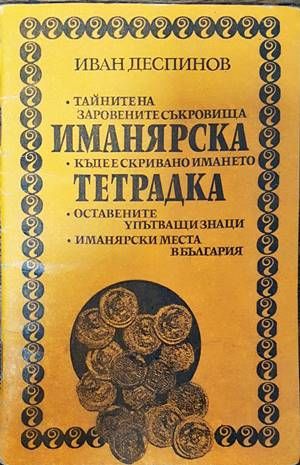 ИВАН ДЕСПИНОВ
• ТАЙНИТЕ НА
ЗАРОВЕНИТЕ СЪКРОВИЩА
ИМАНЯРСКА
• КЪДЕ Е СКРИВАНО ИМАНЕТО
ТЕТРАДКА
• ОСТАВЕНИТЕ
УПЪТВАЩИ ЗНАЦИ
• ИМАНЯРСКИ МЕСТА
В БЪЛГАРИЯ